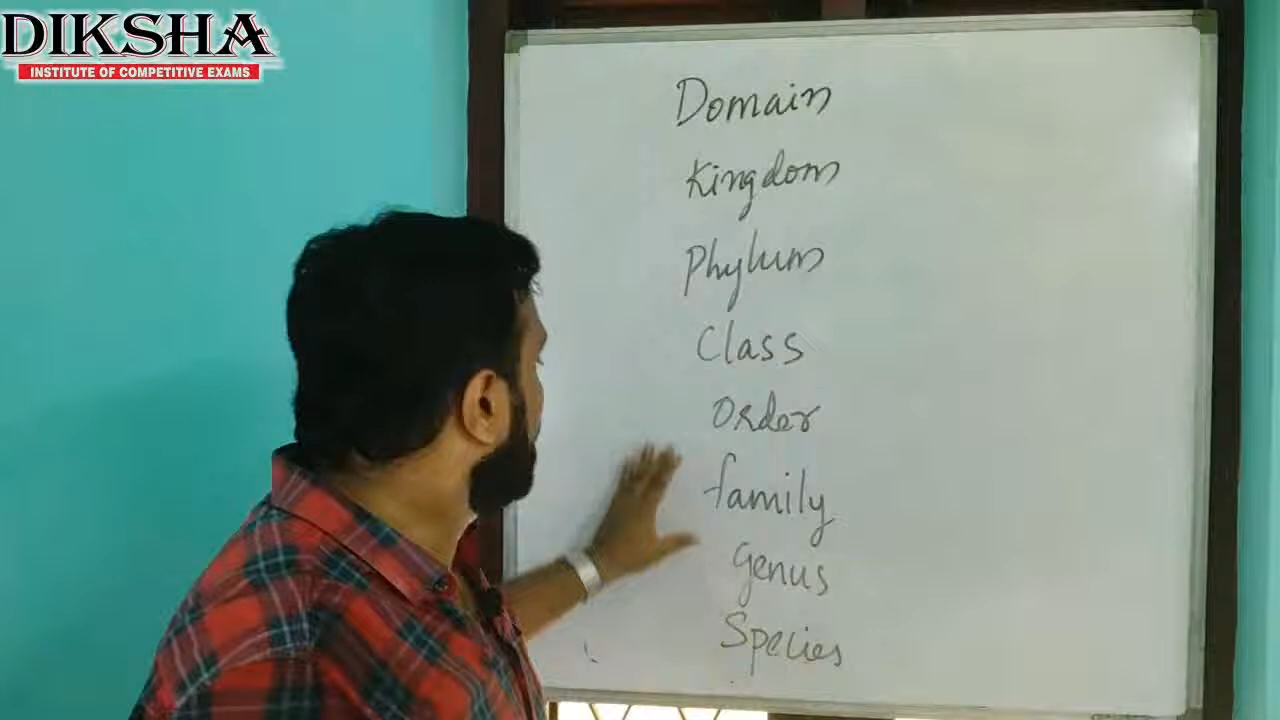 DIKSHA
INSTITUTE OF COMPETITIVE EXAMS
Domain
Kingdom
Phylum
Class
Order
family
Genus
Species